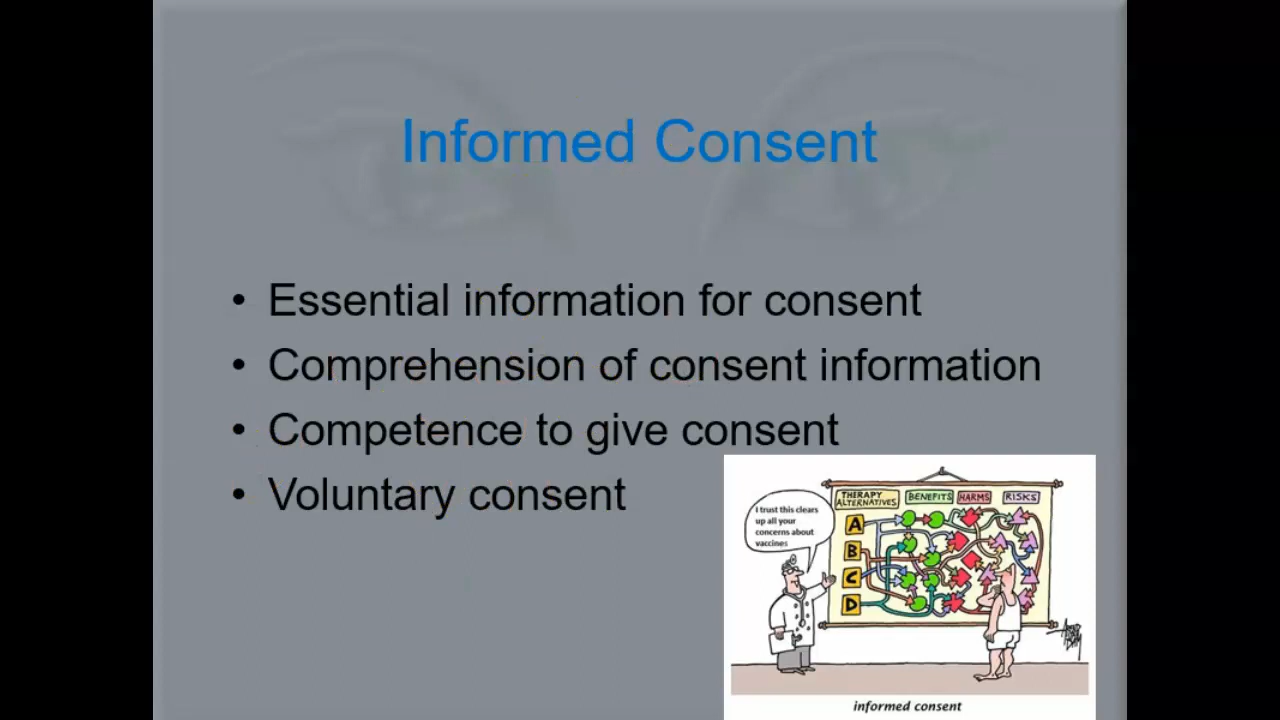 Informed Consent
• Essential information for consent
• Comprehension of consent information
• Competence to give consent
• Voluntary consent
I trust this clears
up all your
concerns about
vaccines
THERAPY
ALTERNATIVES
BENEFITS
HARMS
RISKS
A
B
C
D
informed consent